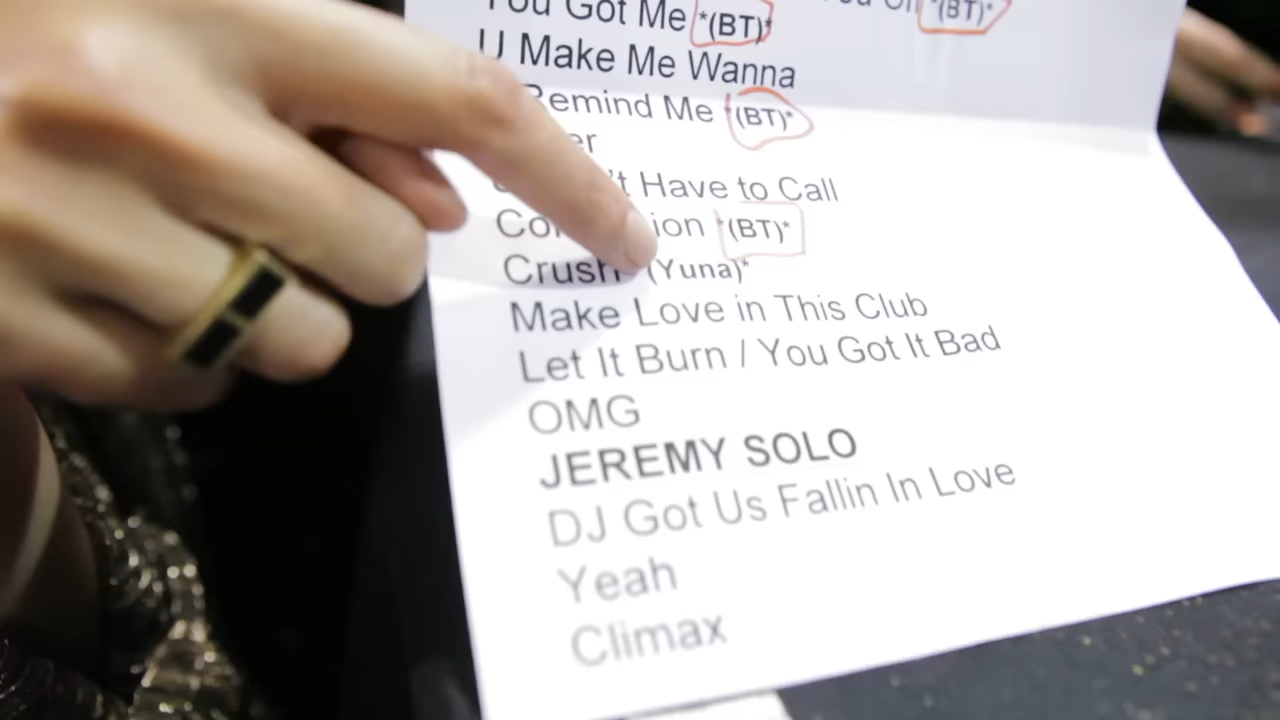 You Got Me *(BT)* *(BT)*
U Make Me Wanna
Remind Me *(BT)*
't Have to Call
*(BT)*
Crush (Yuna)*
Make Love in This Club
Let It Burn / You Got It Bad
OMG
JEREMY SOLO
DJ Got Us Fallin In Love
Yeah
Climax